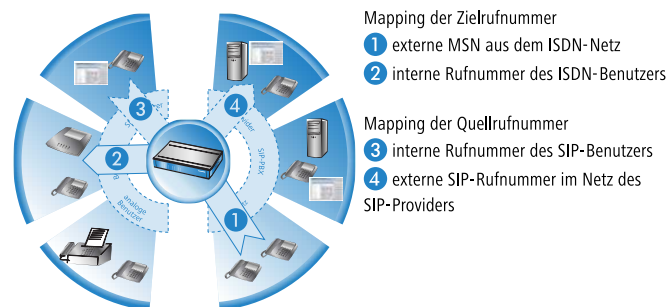 Mapping der Zielrufnummer
1 externe MSN aus dem ISDN-Netz
2 interne Rufnummer des ISDN-Benutzers
Mapping der Quellrufnummer
3 interne Rufnummer des SIP-Benutzers
4 externe SIP-Rufnummer im Netz des
SIP-Providers
3
4
2
SIP-PBX
analoge
Benutzer
1